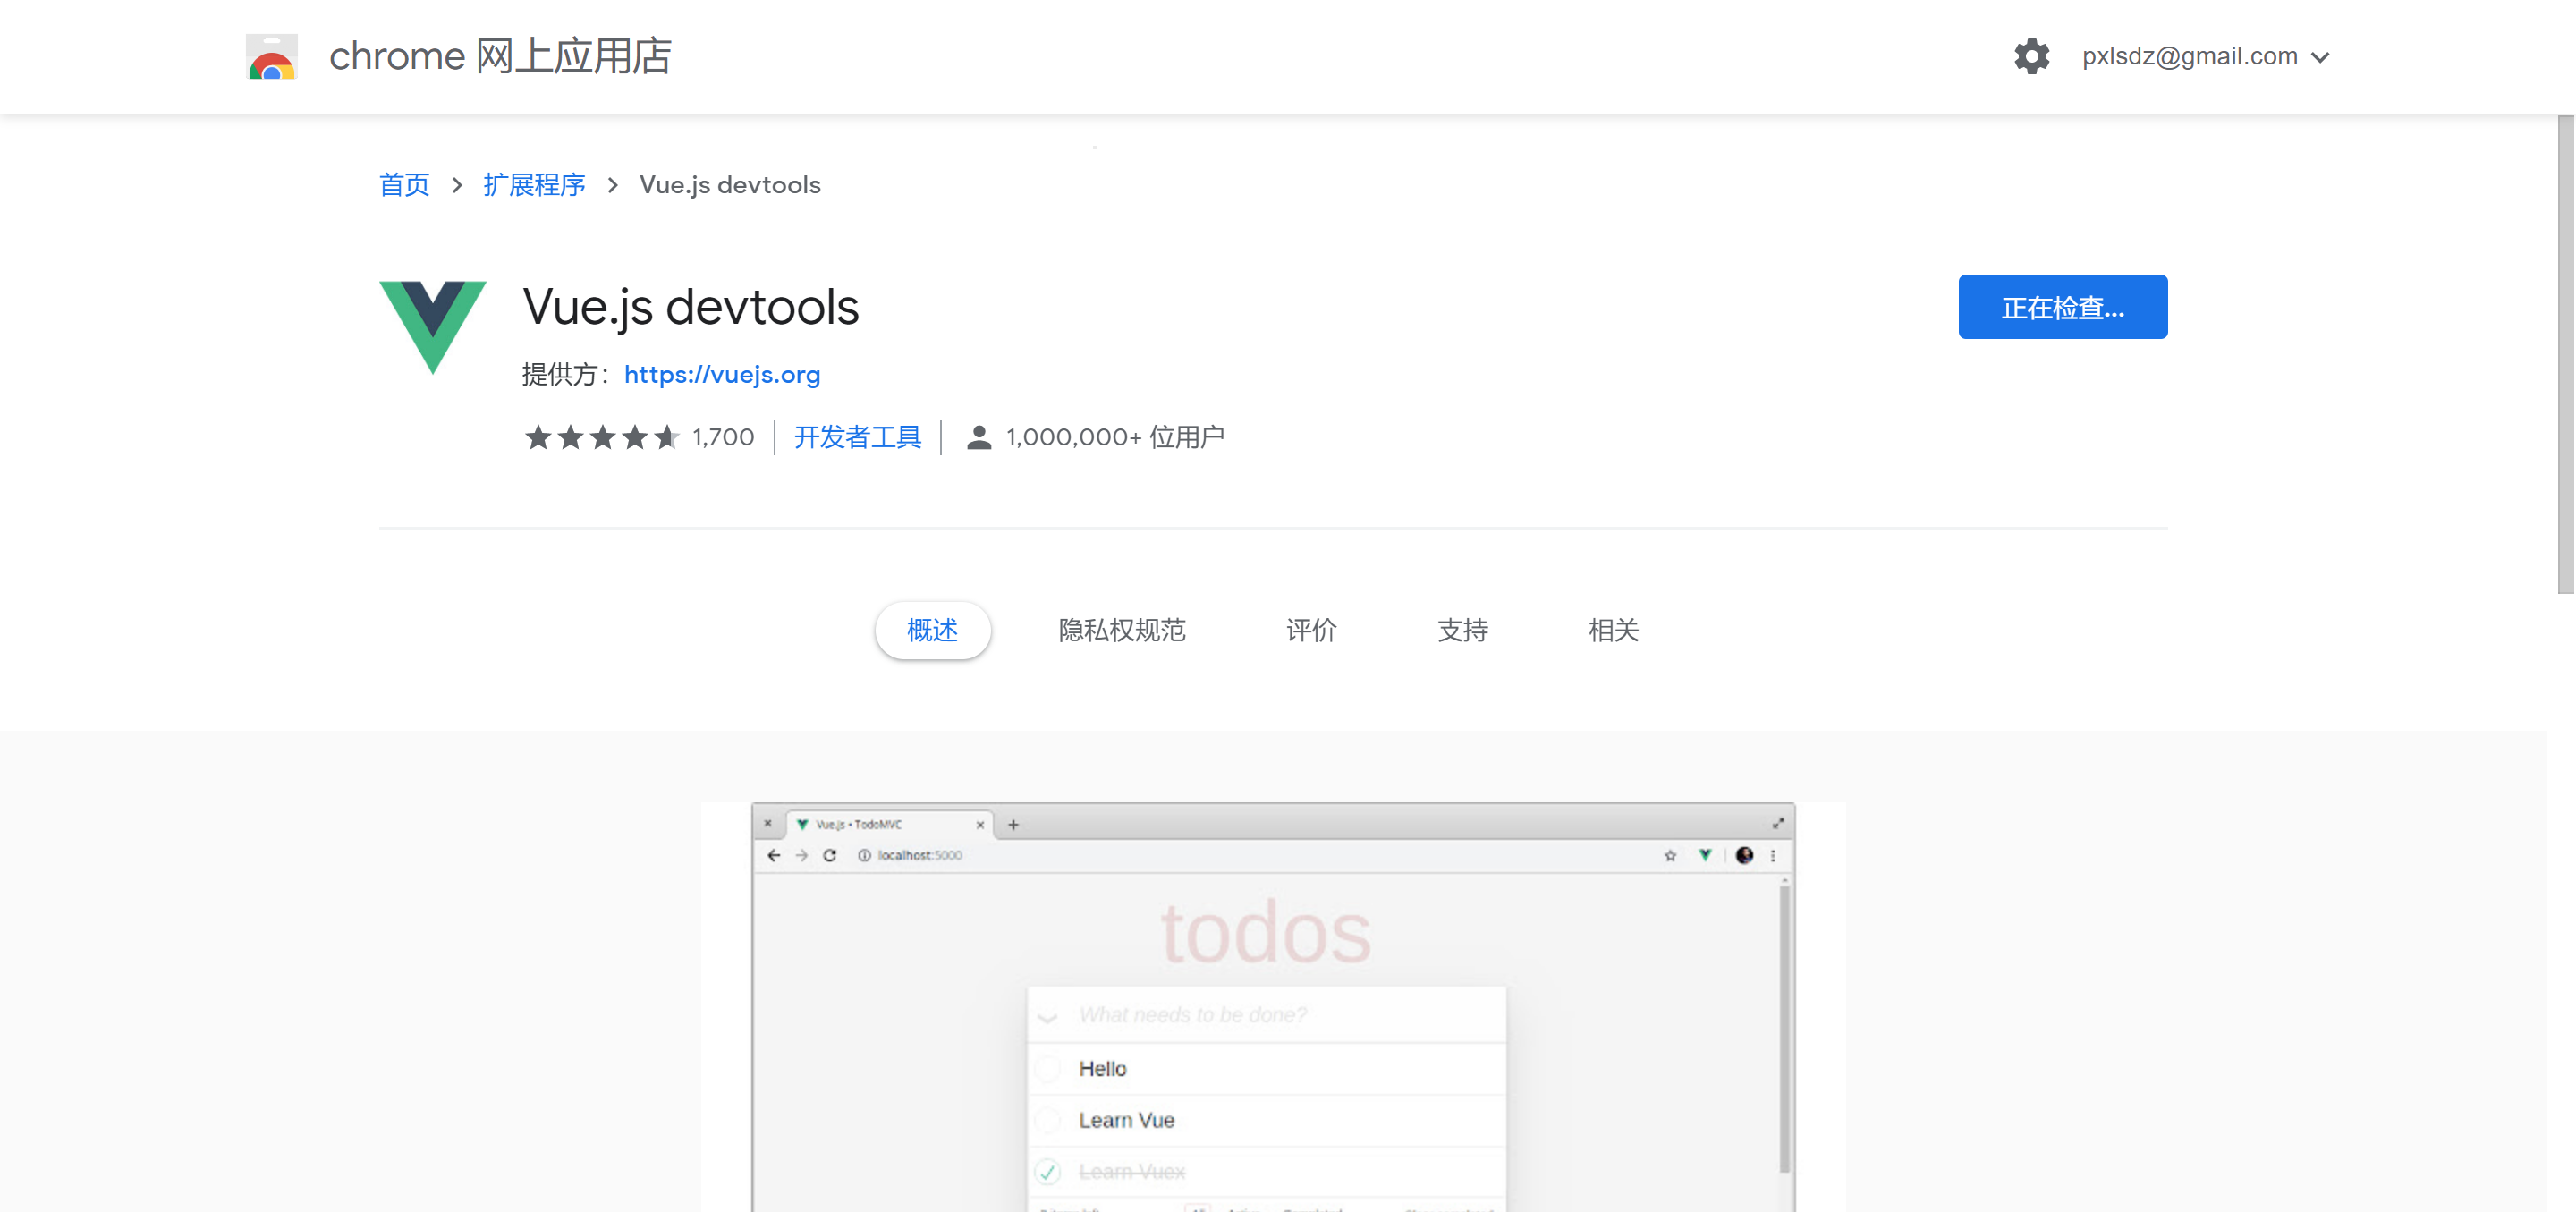 chrome 网上应用店
pxlsdz@gmail.com
首页 > 扩展程序 > Vue.js devtools
Vue.js devtools
正在检查...
提供方： https://vuejs.org
1,700 | 开发者工具 | 1,000,000+ 位用户
概述 隐私权规范 评价 支持 相关
Vue.js • TodoMVC
localhost:5000
todos
What needs to be done?
Hello
Learn Vue
Learn Vuex